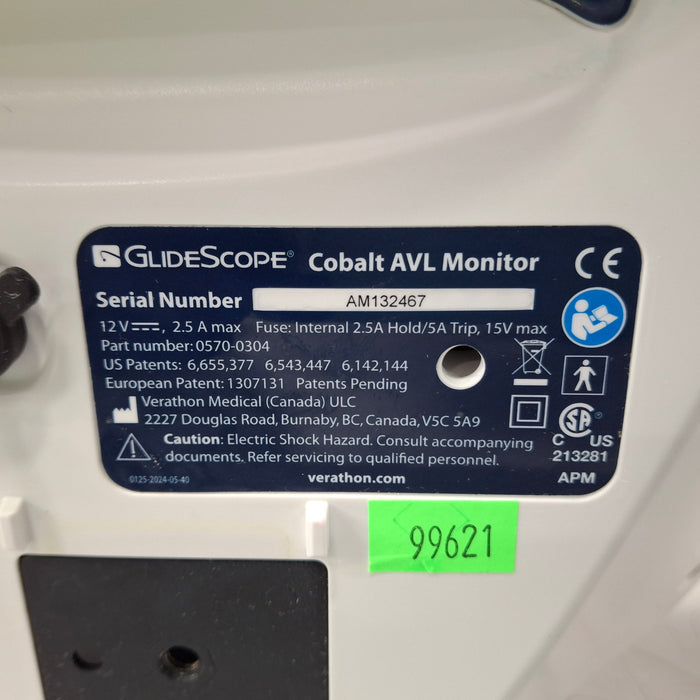 GLIDESCOPE® Cobalt AVL Monitor CE
Serial Number AM132467
12 V⎓, 2.5 A max Fuse: Internal 2.5A Hold/5A Trip, 15V max
Part number: 0570-0304
US Patents: 6,655,377 6,543,447 6,142,144
European Patent: 1307131 Patents Pending
Verathon Medical (Canada) ULC
2227 Douglas Road, Burnaby, BC, Canada, V5C 5A9
Caution: Electric Shock Hazard. Consult accompanying
documents. Refer servicing to qualified personnel.
0125-2024-05-40
verathon.com
SA®
C US
213281
APM
99621